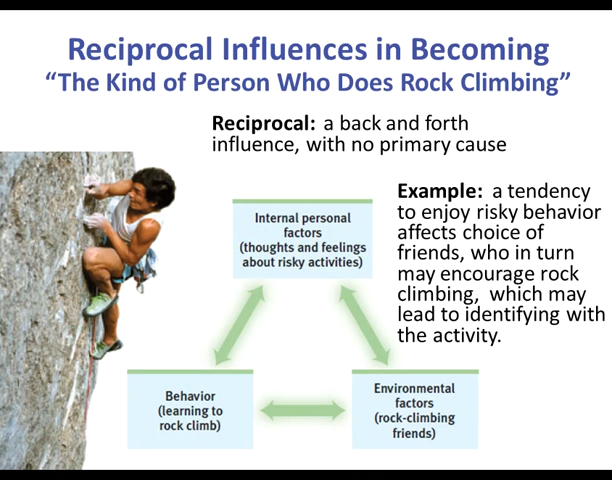 Reciprocal Influences in Becoming
“The Kind of Person Who Does Rock Climbing”
Reciprocal: a back and forth
influence, with no primary cause
Example: a tendency
to enjoy risky behavior
affects choice of
friends, who in turn
may encourage rock
climbing, which may
lead to identifying with
the activity.
Internal personal
factors
(thoughts and feelings
about risky activities)
Behavior
(learning to
rock climb)
Environmental
factors
(rock-climbing
friends)